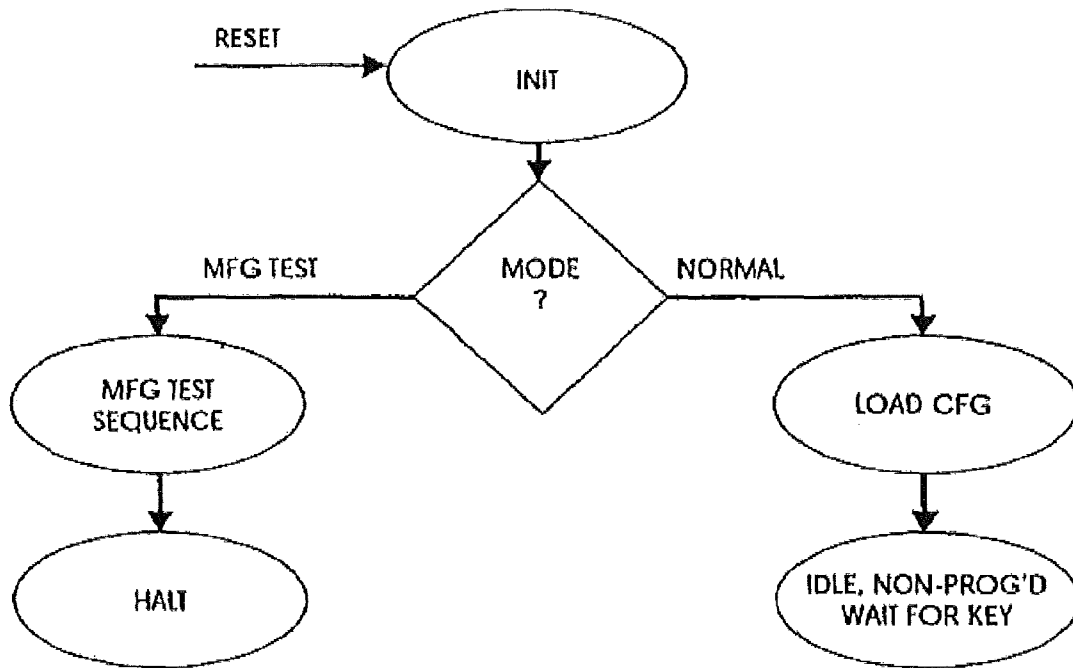 RESET
INIT
MODE
?
MFG TEST
NORMAL
MFG TEST
SEQUENCE
LOAD CFG
HALT
IDLE, NON-PROG'D
WAIT FOR KEY